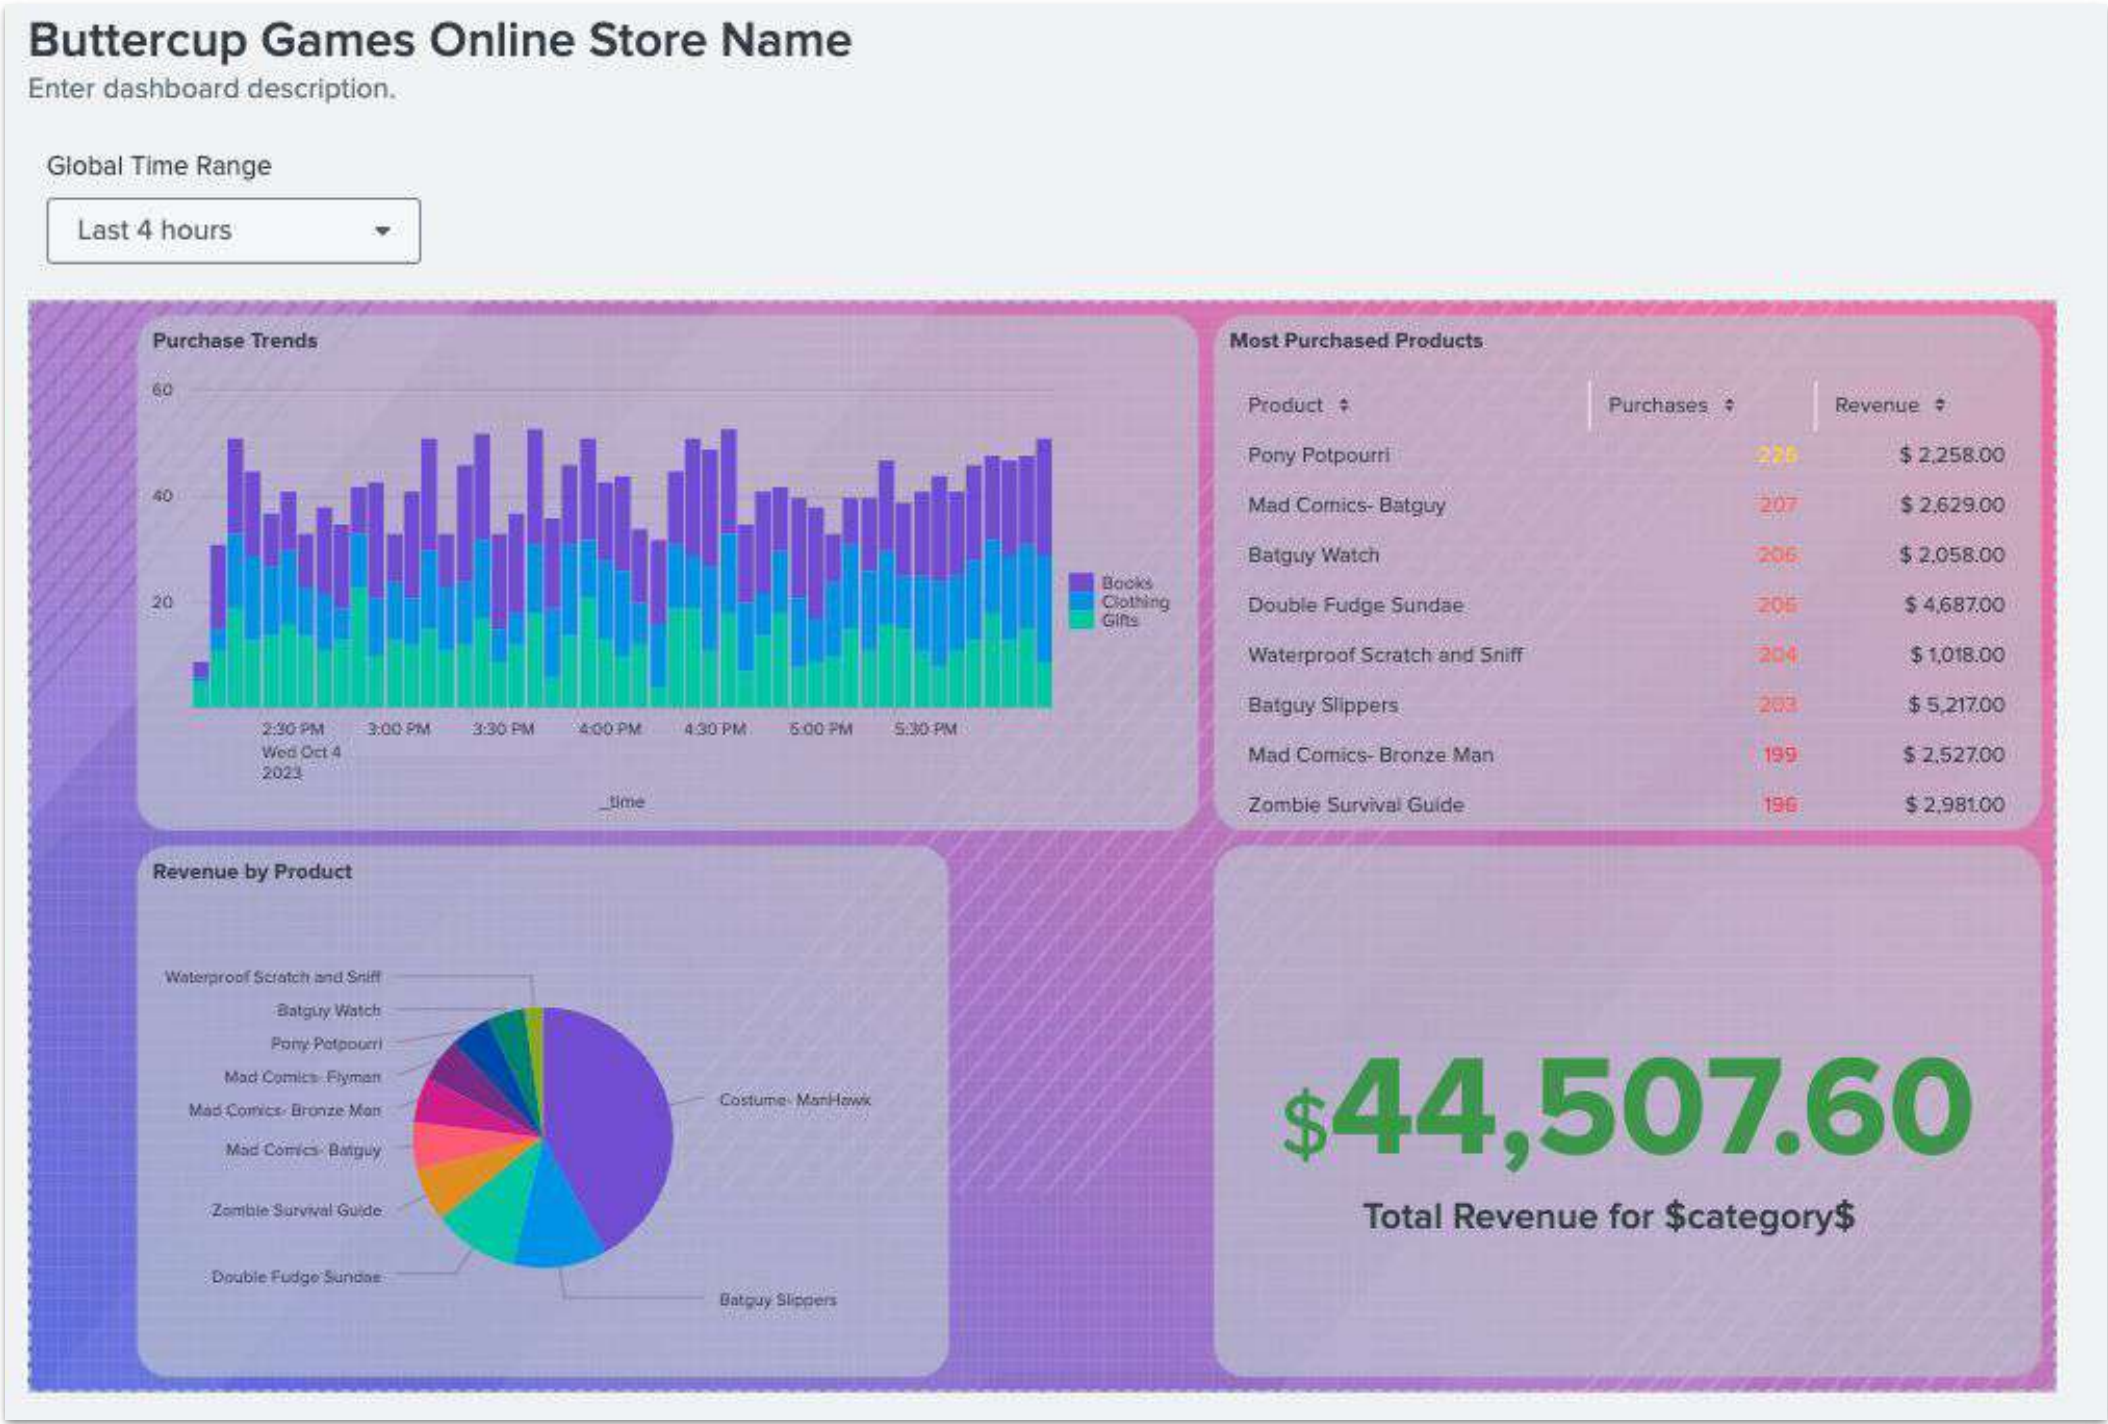 Buttercup Games Online Store Name
Enter dashboard description.
Global Time Range
Last 4 hours
Purchase Trends
60
40
20
2:30 PM 3:00 PM 3:30 PM 4:00 PM 4:30 PM 5:00 PM 5:30 PM
Wed Oct 4
2023
_time
Books
Clothing
Gifts
Most Purchased Products
Product Purchases Revenue
Pony Potpourri $ 2,258.00
Mad Comics- Batguy 207 $ 2,629.00
Batguy Watch 206 $ 2,058.00
Double Fudge Sundae 206 $ 4,687.00
Waterproof Scratch and Sniff 204 $ 1,018.00
Batguy Slippers 203 $ 5,217.00
Mad Comics- Bronze Man 199 $ 2,527.00
Zombie Survival Guide 196 $ 2,981.00
Revenue by Product
Waterproof Scratch and Sniff
Batguy Watch
Pony Potpourri
Mad Comics- Flyman
Mad Comics- Bronze Man
Mad Comics- Batguy
Zombie Survival Guide
Double Fudge Sundae
Costume- ManHawk
Batguy Slippers
$44,507.60
Total Revenue for $category$